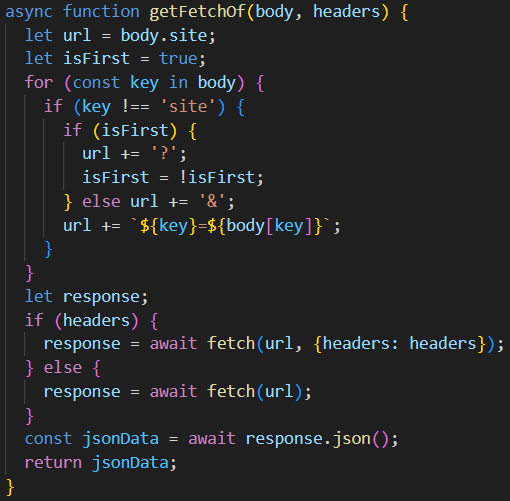 async function getFetchOf(body, headers) {
  let url = body.site;
  let isFirst = true;
  for (const key in body) {
    if (key !== 'site') {
      if (isFirst) {
        url += '?';
        isFirst = !isFirst;
      } else url += '&';
      url += `${key}=${body[key]}`;
    }
  }
  let response;
  if (headers) {
    response = await fetch(url, {headers: headers});
  } else {
    response = await fetch(url);
  }
  const jsonData = await response.json();
  return jsonData;
}